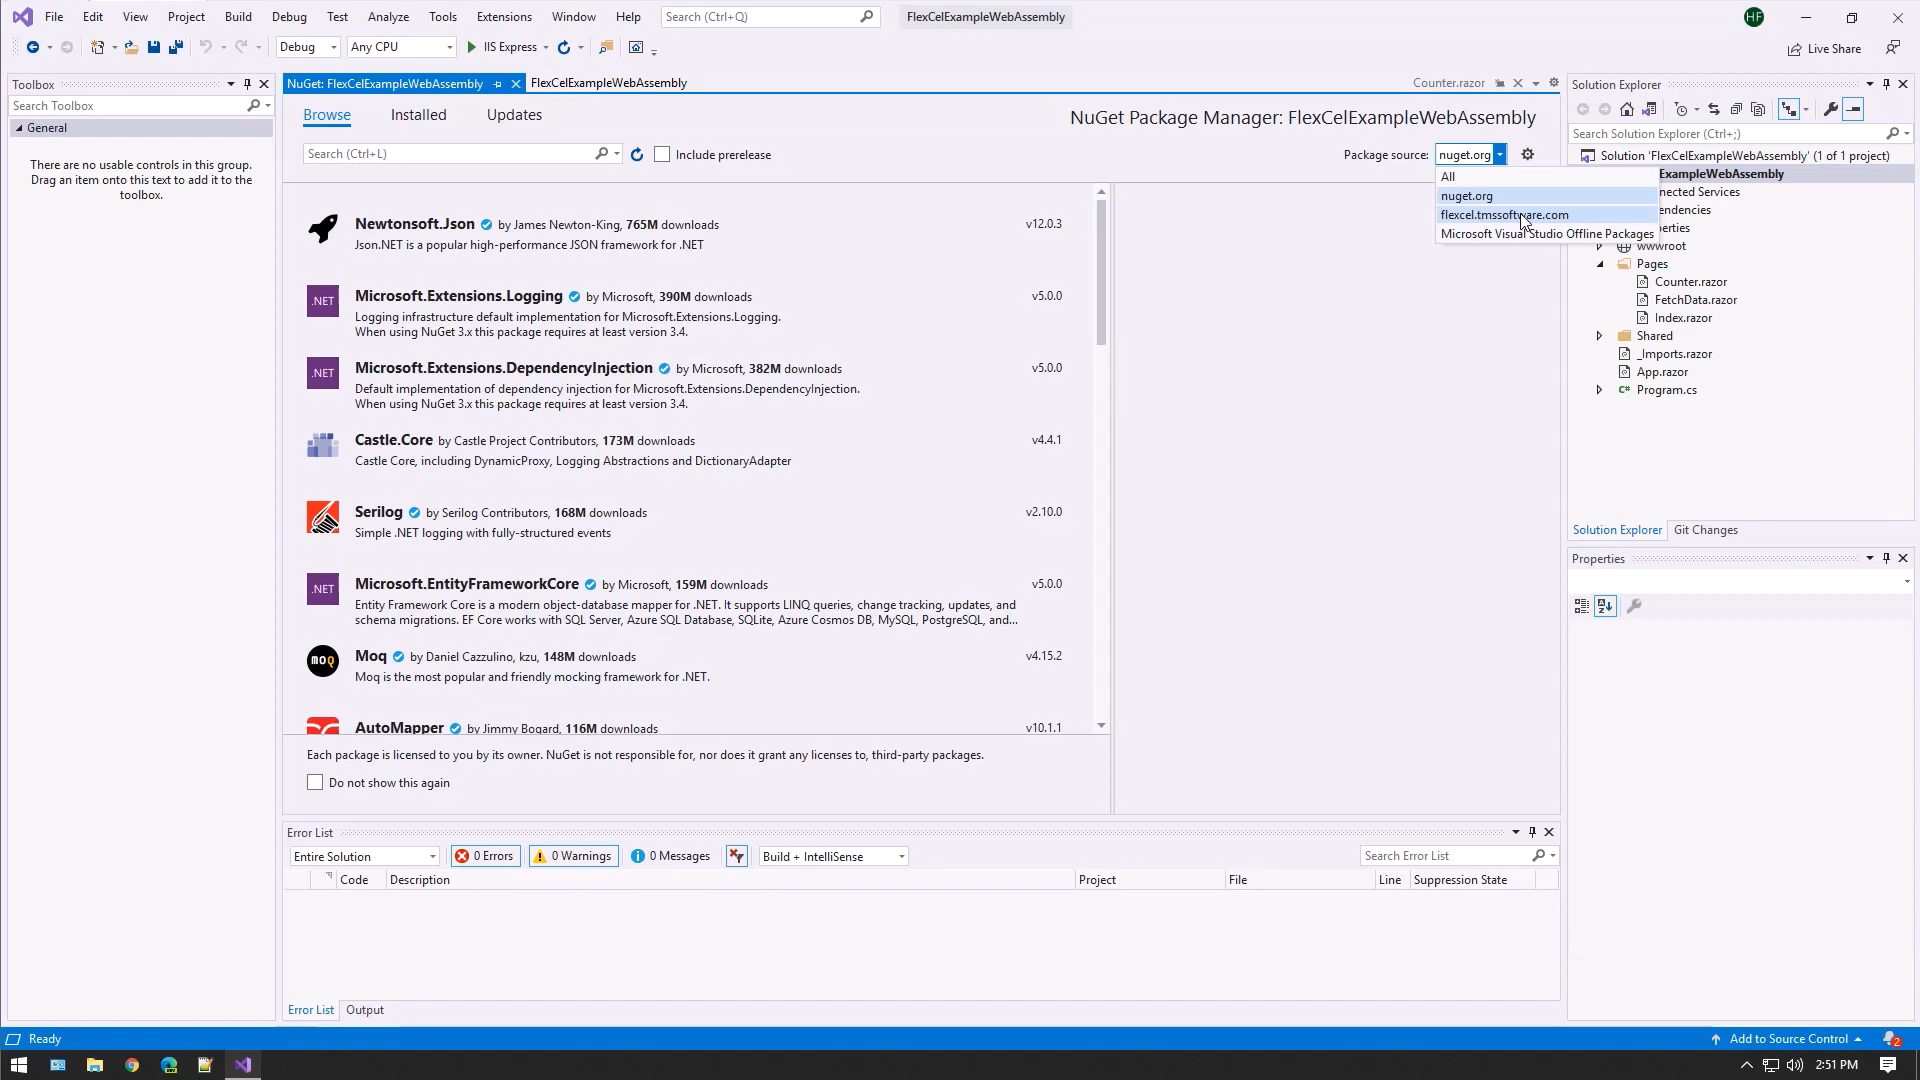 File Edit View Project Build Debug Test Analyze Tools Extensions Window Help Search (Ctrl+Q) FlexCelExampleWebAssembly HF
Debug Any CPU IIS Express Live Share
Toolbox
Search Toolbox
General
There are no usable controls in this group. Drag an item onto this text to add it to the toolbox.
NuGet: FlexCelExampleWebAssembly FlexCelExampleWebAssembly Counter.razor
Browse Installed Updates NuGet Package Manager: FlexCelExampleWebAssembly
Search (Ctrl+L) Include prerelease Package source: nuget.org
All
nuget.org
flexcel.tmssoftware.com
Microsoft Visual Studio Offline Packages
Newtonsoft.Json by James Newton-King, 765M downloads v12.0.3
Json.NET is a popular high-performance JSON framework for .NET
.NET Microsoft.Extensions.Logging by Microsoft, 390M downloads v5.0.0
Logging infrastructure default implementation for Microsoft.Extensions.Logging.
When using NuGet 3.x this package requires at least version 3.4.
.NET Microsoft.Extensions.DependencyInjection by Microsoft, 382M downloads v5.0.0
Default implementation of dependency injection for Microsoft.Extensions.DependencyInjection.
When using NuGet 3.x this package requires at least version 3.4.
Castle.Core by Castle Project Contributors, 173M downloads v4.4.1
Castle Core, including DynamicProxy, Logging Abstractions and DictionaryAdapter
Serilog by Serilog Contributors, 168M downloads v2.10.0
Simple .NET logging with fully-structured events
.NET Microsoft.EntityFrameworkCore by Microsoft, 159M downloads v5.0.0
Entity Framework Core is a modern object-database mapper for .NET. It supports LINQ queries, change tracking, updates, and
schema migrations. EF Core works with SQL Server, Azure SQL Database, SQLite, Azure Cosmos DB, MySQL, PostgreSQL, and...
moq Moq by Daniel Cazzulino, kzu, 148M downloads v4.15.2
Moq is the most popular and friendly mocking framework for .NET.
AutoMapper by Jimmy Bogard, 116M downloads v10.1.1
Each package is licensed to you by its owner. NuGet is not responsible for, nor does it grant any licenses to, third-party packages.
Do not show this again
Error List
Entire Solution 0 Errors 0 Warnings 0 Messages Build + IntelliSense Search Error List
Code Description Project File Line Suppression State
Error List Output
Solution Explorer
Search Solution Explorer (Ctrl+;)
Solution 'FlexCelExampleWebAssembly' (1 of 1 project)
ExampleWebAssembly
nected Services
endencies
perties
wwwroot
Pages
Counter.razor
FetchData.razor
Index.razor
Shared
_Imports.razor
App.razor
C# Program.cs
Solution Explorer Git Changes
Properties
Ready Add to Source Control 2
2:51 PM